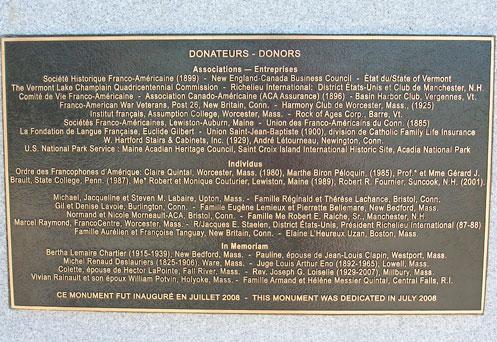 DONATEURS - DONORS
Associations — Entreprises
Société Historique Franco-Américaine (1899) - New England-Canada Business Council - État du/State of Vermont
The Vermont Lake Champlain Quadricentennial Commission - Richelieu International: District États-Unis et Club de Manchester, N.H.
Comité de Vie Franco-Américaine - Association Canado-Américaine (ACA Assurance) (1896) - Basin Harbor Club, Vergennes, Vt.
Franco-American War Veterans, Post 26, New Britain, Conn. - Harmony Club de Worcester, Mass., (1925)
Institut français, Assumption College, Worcester, Mass. - Rock of Ages Corp., Barre, Vt.
Sociétés Franco-Américaines, Lewiston-Auburn, Maine - Union des Franco-Américains du Conn. (1885)
La Fondation de Langue Française, Euclide Gilbert - Union Saint-Jean-Baptiste (1900), division de Catholic Family Life Insurance
W. Hartford Stairs & Cabinets, Inc. (1929), André Létourneau, Newington, Conn.
U.S. National Park Service : Maine Acadian Heritage Council, Saint Croix Island International Historic Site, Acadia National Park
Individus
Ordre des Francophones d'Amérique: Claire Quintal, Worcester, Mass. (1980), Marthe Biron Péloquin, (1985), Prof.* et Mme Gérard J.
Brault, State College, Penn. (1987), Me* Robert et Monique Couturier, Lewiston, Maine (1989), Robert R. Fournier, Suncook, N.H. (2001).
Michael, Jacqueline et Steven M. Labaire, Upton, Mass. - Famille Réginald et Thérèse Lachance, Bristol, Conn.
Gil et Denise Lavoie, Burlington, Conn. - Famille Eugène Lemieux et Pierrette Bellemare, New Bedford, Mass
Normand et Nicole Morneault-ACA, Bristol, Conn. - Famille Me Robert E. Raiche, Sr., Manchester, N.H
Marcel Raymond, FrancoCentre, Worcester, Mass. - R/Jacques E. Staelen, District États-Unis, Président Richelieu International (87-88)
Famille Aurélien et Françoise Tanguay, New Britain, Conn. - Elaine L'Heureux Uzan, Boston, Mass.
In Memoriam
Bertha Lemaire Chartier (1915-1939), New Bedford, Mass. - Pauline, épouse de Jean-Louis Clapin, Westport, Mass.
Michel Renaud Deslauriers (1825-1906), Ware, Mass. - Juge Louis Arthur Eno (1892-1965), Lowell, Mass.
Colette, épouse de Hector LaPointe, Fall River, Mass. - Rev. Joseph G. Loiselle (1929-2007), Millbury, Mass.
Vivian Rainault et son époux William Potvin, Holyoke, Mass. - Famille Armand et Hélène Messier Quintal, Central Falls, R.I.
CE MONUMENT FUT INAUGURÉ EN JUILLET 2008 - THIS MONUMENT WAS DEDICATED IN JULY 2008